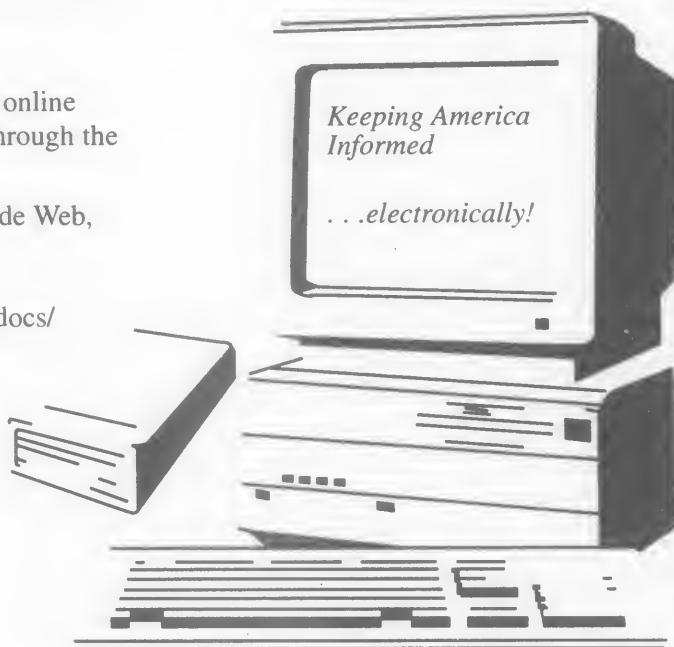 online
hrough the
de Web,
docs/
Keeping America
Informed
. . .electronically!